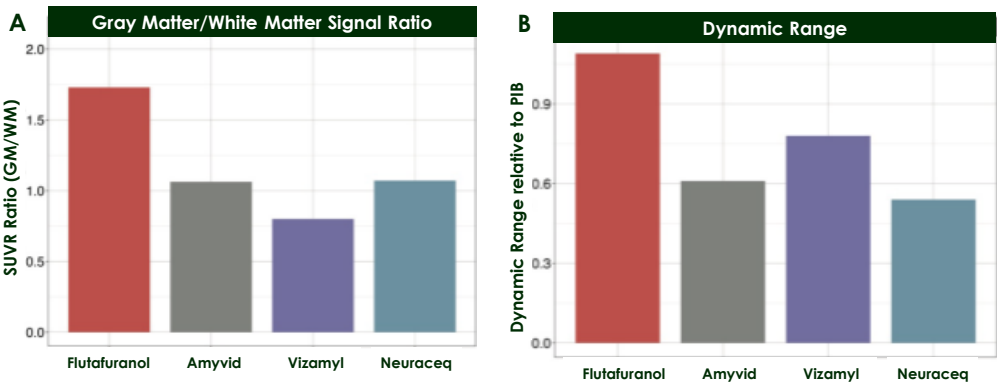 A
Gray Matter/White Matter Signal Ratio
SUVR Ratio (GM/WM)
2.0
1.5
1.0
0.5
0.0
Flutafuranol Amyvid Vizamyl Neuraceq
B
Dynamic Range
Dynamic Range relative to PIB
0.9
0.6
0.3
0.0
Flutafuranol Amyvid Vizamyl Neuraceq